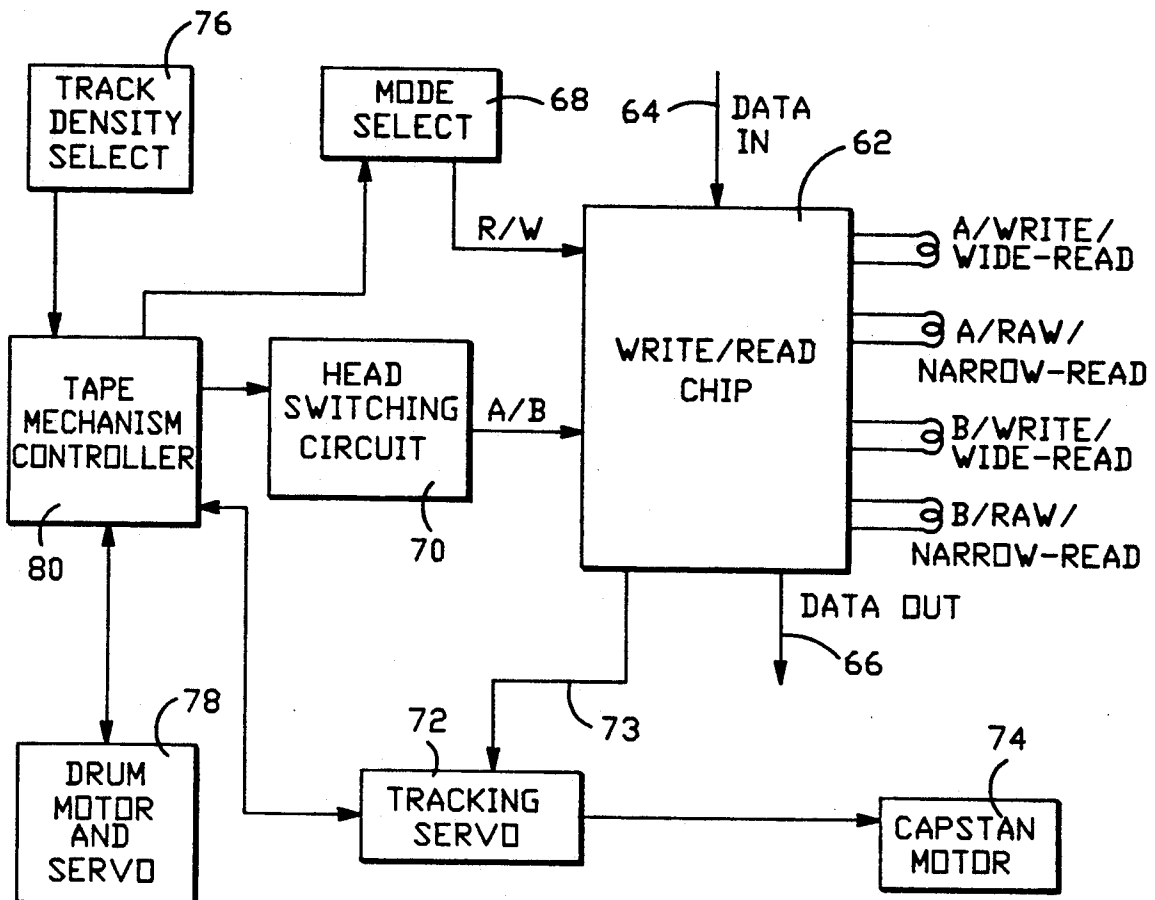 76
TRACK
DENSITY
SELECT
MODE
SELECT
68
64
DATA
IN
62
R/W
A/WRITE/
WIDE-READ
A/RAW/
NARROW-READ
B/WRITE/
WIDE-READ
B/RAW/
NARROW-READ
WRITE/READ
CHIP
TAPE
MECHANISM
CONTROLLER
80
HEAD
SWITCHING
CIRCUIT
A/B
70
DATA OUT
66
73
78
DRUM
MOTOR
AND
SERVO
72
TRACKING
SERVO
74
CAPSTAN
MOTOR